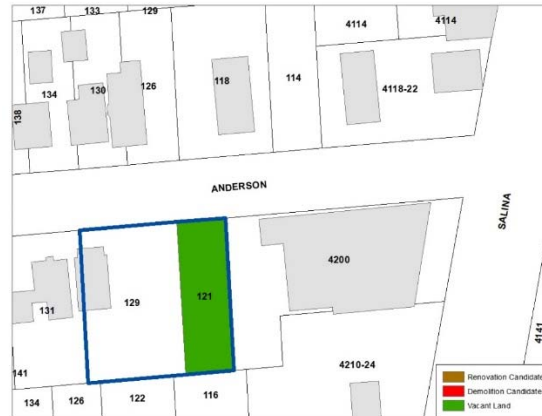 137 133 129
4114 4114
134 130 126 118 114 4118-22
138
ANDERSON
SALINA
131 129 121 4200
141
4210-24 4141
134 126 122 116
Renovation Candidate
Demolition Candidate
Vacant Land